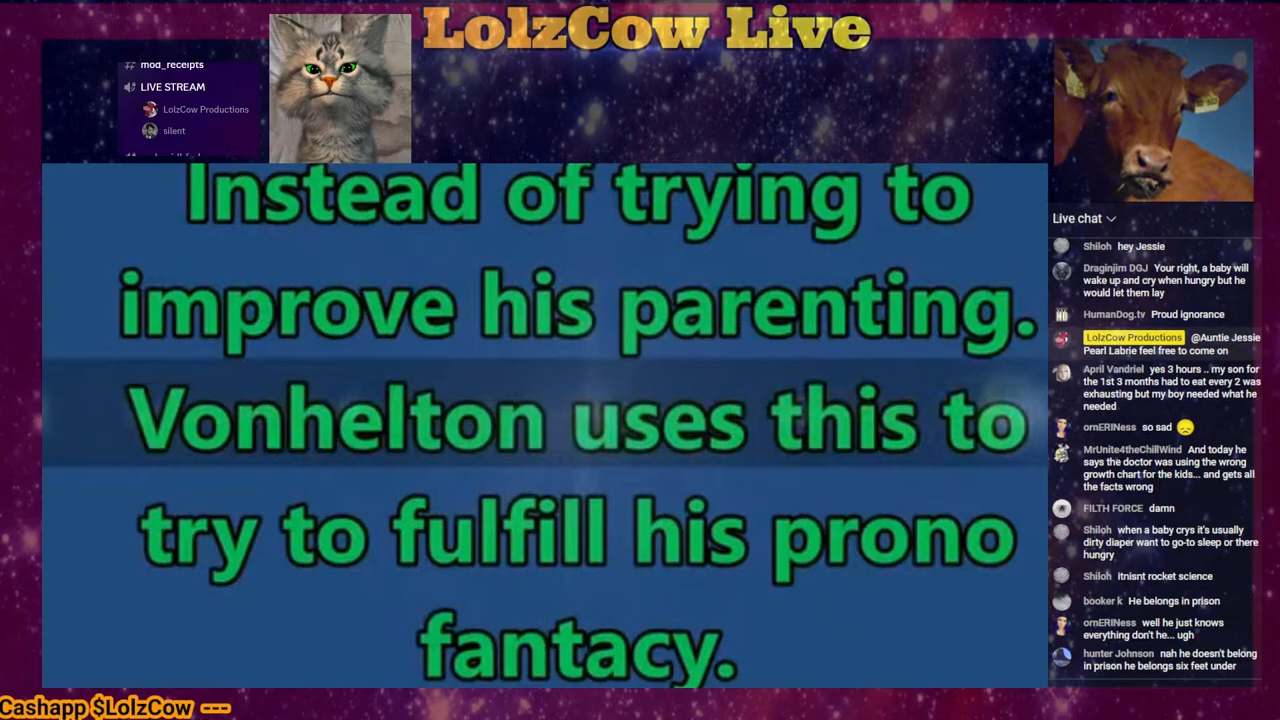 LolzCow Live
mod_receipts
LIVE STREAM
LolzCow Productions
silent
Instead of trying to
improve his parenting.
Vonhelton uses this to
try to fulfill his prono
fantacy.
Live chat
Shiloh hey Jessie
Draginjim DGJ Your right, a baby will
wake up and cry when hungry but he
would let them lay
HumanDog.tv Proud ignorance
LolzCow Productions @Auntie Jessie
Pearl Labrie feel free to come on
April Vandriel yes 3 hours .. my son for
the 1st 3 months had to eat every 2 was
exhausting but my boy needed what he
needed
ornERINess so sad
MrUnite4theChillWind And today he
says the doctor was using the wrong
growth chart for the kids... and gets all
the facts wrong
FILTH FORCE damn
Shiloh when a baby crys it's usually
dirty diaper want to go-to sleep or there
hungry
Shiloh itnisnt rocket science
booker k He belongs in prison
ornERINess well he just knows
everything don't he... ugh
hunter Johnson nah he doesn't belong
in prison he belongs six feet under
Cashapp $LolzCow ---